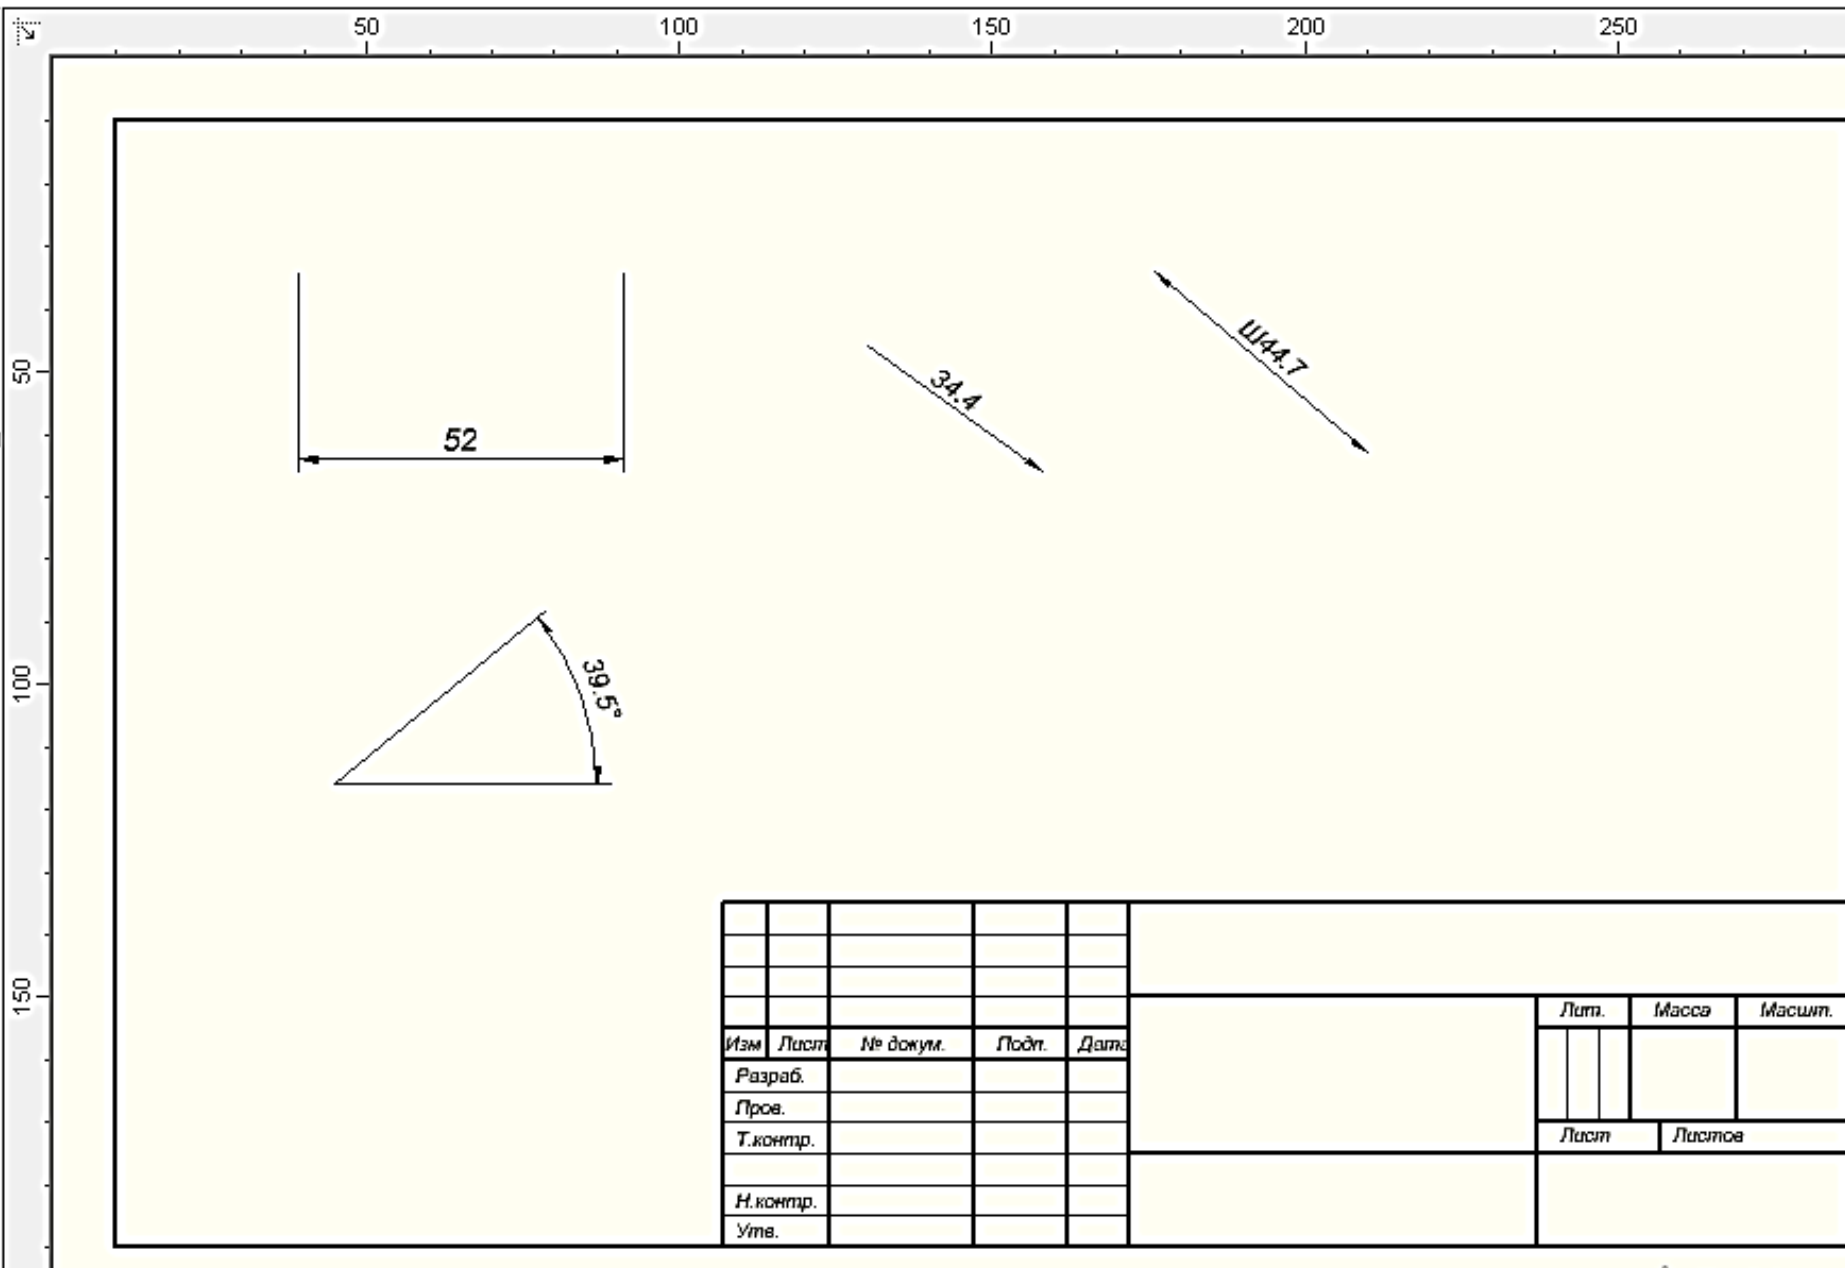 50 100 150 200 250
50
100
150
52
34.4
Ш44.7
39.5°
Лит. Масса Масшт.
Изм Лист № докум. Подп. Дата
Разраб.
Пров.
Т.контр.
Лист Листов
Н.контр.
Утв.